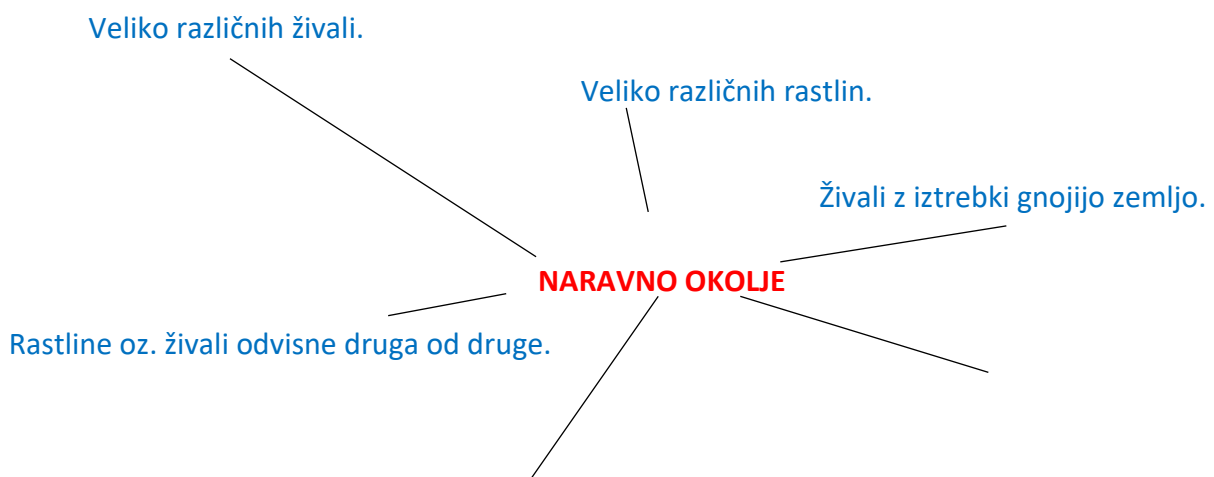 Veliko različnih živali.
Veliko različnih rastlin.
Živali z iztrebki gnojijo zemljo.
NARAVNO OKOLJE
Rastline oz. živali odvisne druga od druge.